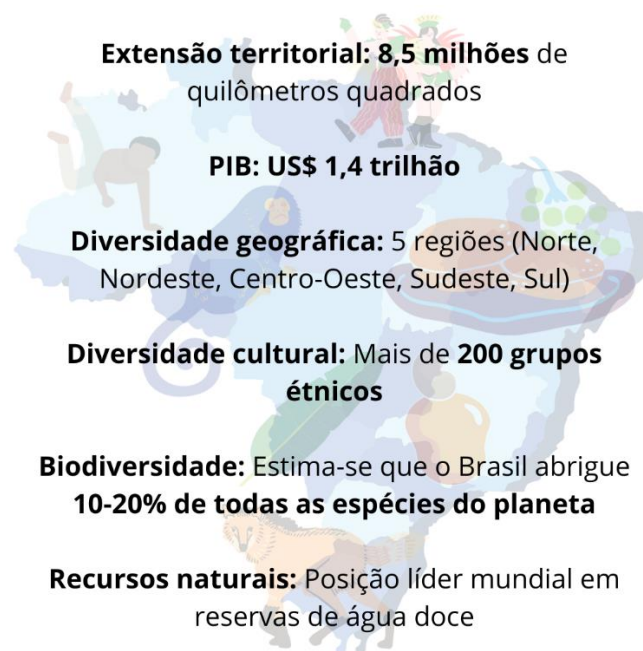 Extensão territorial: 8,5 milhões de
quilômetros quadrados
PIB: US$ 1,4 trilhão
Diversidade geográfica: 5 regiões (Norte,
Nordeste, Centro-Oeste, Sudeste, Sul)
Diversidade cultural: Mais de 200 grupos
étnicos
Biodiversidade: Estima-se que o Brasil abrigue
10-20% de todas as espécies do planeta
Recursos naturais: Posição líder mundial em
reservas de água doce